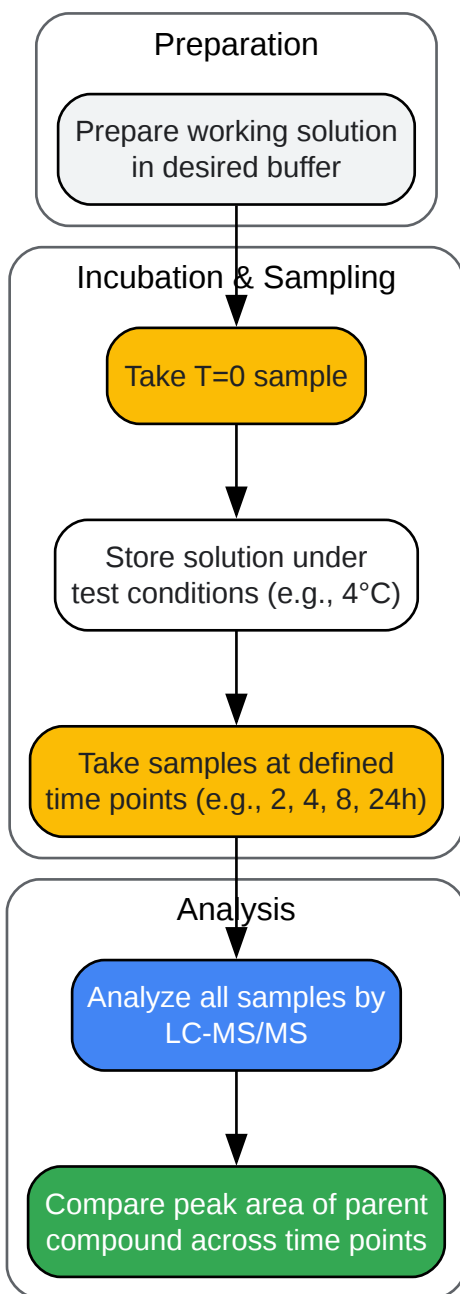 Preparation
Prepare working solution
in desired buffer
Incubation & Sampling
Take T=0 sample
Store solution under
test conditions (e.g., 4°C)
Take samples at defined
time points (e.g., 2, 4, 8, 24h)
Analysis
Analyze all samples by
LC-MS/MS
Compare peak area of parent
compound across time points